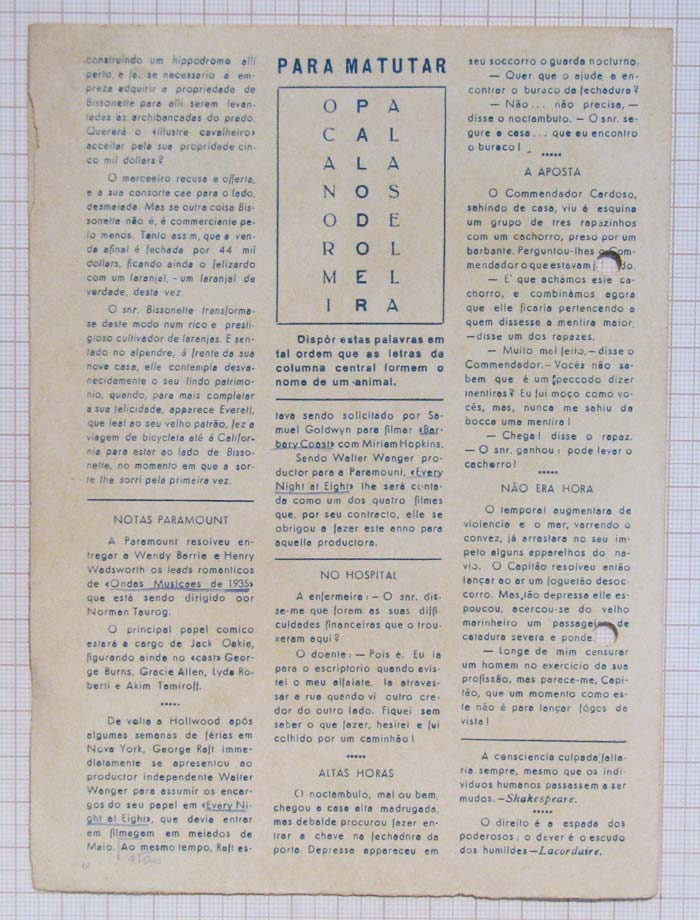 construindo um hippodromo alli
perto e ja. se necessario á em-
preza adquirir a propriedade de
Bissonette para alli serem levan-
tadas as archibancadas do prado.
Quererá o «illustre cavalheiro»
acceitar pela sua propridade cin-
co mil dollars ?
O merceeiro recusa e offerta,
e a sua consorte cae para o lado,
desmaiada. Mas se outra coisa Bis-
sonette não é, é commerciante pe-
lo menos. Tanto assim, que a ven-
da afinal é fechada por 44 mil
dollars, ficando ainda o felizardo
com um laranjal, - um laranjal de
verdade, desta vez.
O snr. Bissonette transforma-
se daste modo num rico e presti-
gioso cultivador de laranjas. E sen-
tado no alpendre, á frente da sua
nova casa, elle contempla desva-
necidamente o seu lindo patrimo-
nio, quando, para mais completar
a sua felicidade, apparece Everett,
que leal ao seu velho patrão, fez a
viagem de bicycleta até á Califor-
nia para estar ao lado de Bisso-
nette, no momento em que a sor-
te lhe sorri pela primeira vez.
NOTAS PARAMOUNT
A Paramount resolveu en-
tregar a Wendy Barrie e Henry
Wadsworth os leads romanticos
de «Ondas Musicaes de 1935»
que está sendo dirigido oor
Norman Taurog.
O principal papel comico
estará a cargo de Jack Oakie,
figurando ainda no «cast» Geor-
ge Burns, Gracie Allen, Lyda Ro-
berti e Akim Tamiroff.
De volta a Hollwood após
algumas semanas de férias em
Nova York, George Raft imme-
diatamente se apresentou ao
productor independente Walter
Wanger para assumir os encar-
gos do seu papel em «Every Ni-
ght at Eight», que devia entrar
em filmagem em meiados de
Maio. Ao mesmo tempo, Raft es-
PARA MATUTAR
O P A
C A L
A L A
N O S
O D E
R O L
M E L
I R A
Dispôr estas palavras em
tal ordem que as letras da
columna central formem o
nome de um animal.
tava sendo solicitado por Sa-
muel Goldwyn para filmar «Bar-
bary Coast» com Miriam Hopkins.
Sendo Walter Wanger pro-
ductor para a Paramount, «Every
Night at Eight» lhe será conta-
da como um dos quatro filmes
que, por seu contracto, elle se
obrigou a fazer este anno para
aquella productora.
NO HOSPITAL
A enfermeira: — O snr. dis-
se-me que foram as suas diffi-
culdades financeiras que o trou-
xeram aqui ?
O doente: — Pois é. Eu ia
para o escriptorio quando avis-
tei o meu alfaiate. Ia atraves-
sar a rua quando vi outro cre-
dor do outro lado. Fiquei sem
saber o que fazer, hesitei e fui
colhido por um caminhão !
ALTAS HORAS
O noctambulo, mal ou bem,
chegou a casa alta madrugada,
mas debalde procurou fazer en-
trar a chave na fechadnra da
porta. Depressa appareceu em
seu soccorro o guarda nocturno.
— Quer que o ajude a en-
contrar o buraco da fechadura ?
— Não... não precisa, —
disse o noctambulo. — O snr. se-
gure a casa... que eu encontro
o buraco !
A APOSTA
O Commendador Cardoso,
sahindo de casa, viu á esquina
um grupo de tres rapazinhos
com um cachorro, preso por um
barbante. Perguntou-lhes o Com-
mendador o que estavam do.
— E' que achámos este ca-
chorro, e combinámos agora
que elle ficaria pertencendo a
quem dissesse a mentira maior,
— disse um dos rapazes.
— Muito mal feito, — disse o
Commendador. — Vocês não sa-
bem que é um peccodo dizer
mentiras ? Eu fui moço como vo-
cês, mas, nunca me sahiu da
bocca uma mentira !
— Chega ! disse o rapaz.
— O snr. ganhou: pode levar o
cachorro !
NÃO ERA HORA
O temporal augmentara de
violencia e o mar, varrendo o
convez, já arrastara no seu im-
peto alguns apparelhos do na-
vio. O Capitão resolveu então
lançar ao ar um foguetão desoc-
corro. Mas, tão depressa elle es-
poucou, acercou-se do velho
marinheiro um passagei de
catadura severa e ponde
— Longe de mim censurar
um homem no exercicio da sua
profissão, mas parece-me, Capi-
tão, que um momento como es-
te não é para lançar fógos de
vista !
A consciencia culpada falla-
ria sempre, mesmo que os indi-
viduos humanos passassem a ser
mudos. — Shakespeare.
O direito é a espada dos
poderosos ; o dever é o escudo
dos humildes — Lacordaire.